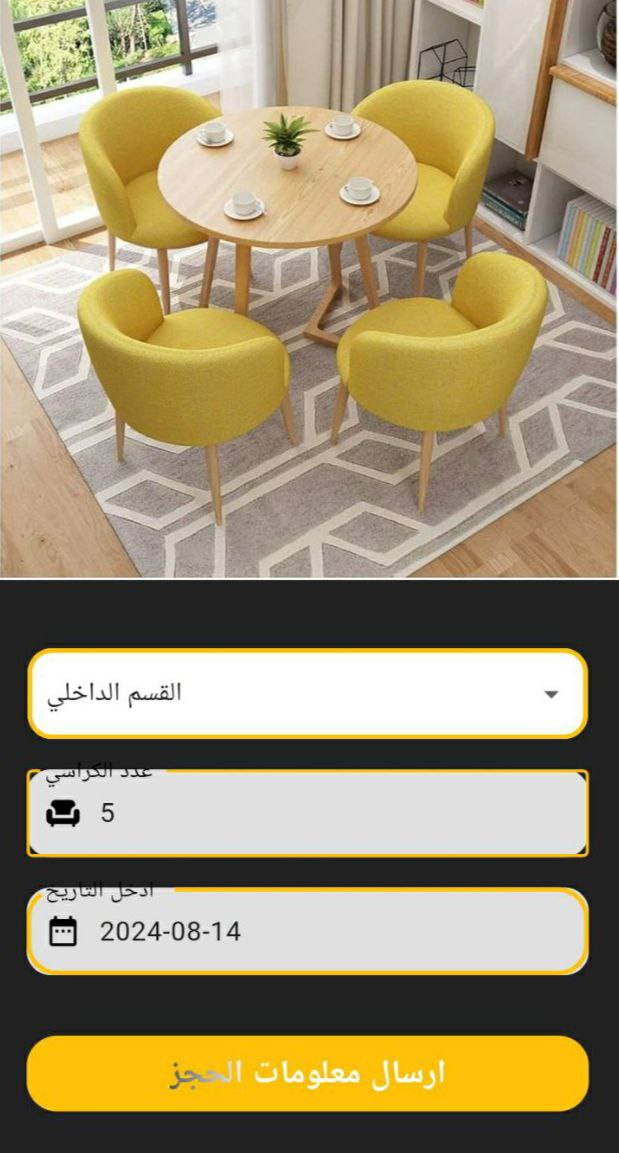 القسم الداخلي
عدد الكراسي
5
ادخل التاريخ
2024-08-14
ارسال معلومات الحجز